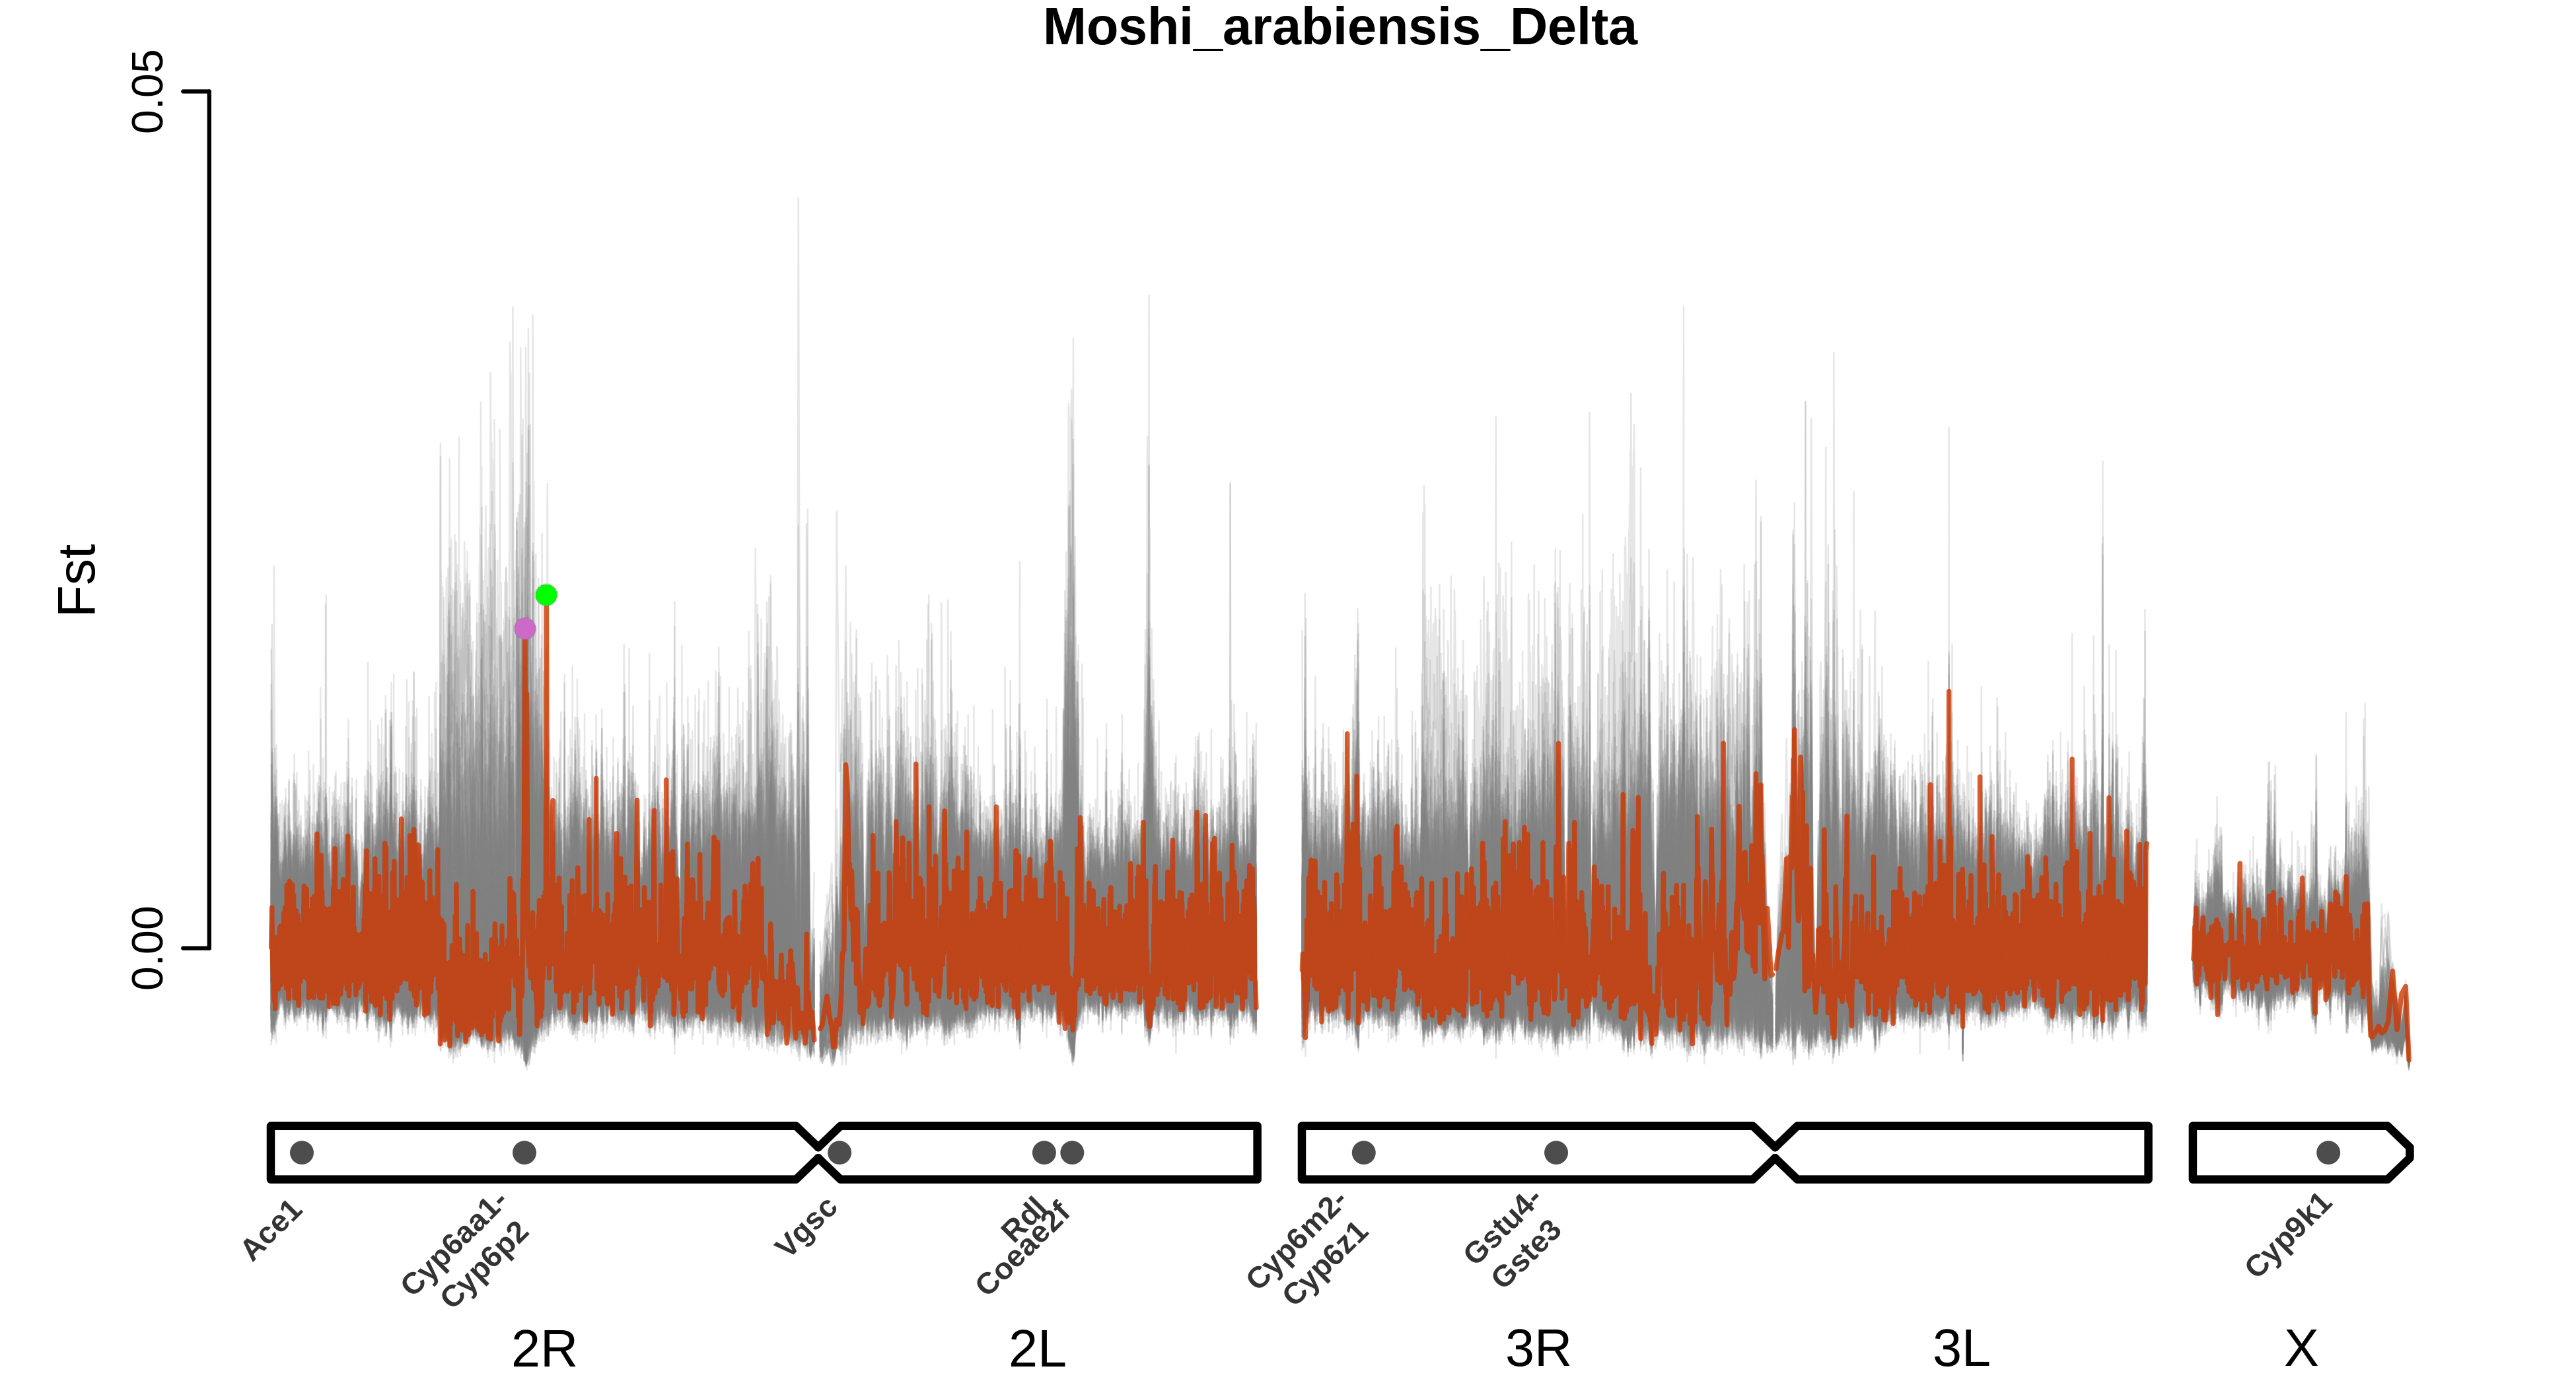 Moshi_arabiensis_Delta
0.05
Fst
0.00
Ace1
Cyp6aa1-
Cyp6p2
Vgsc
Rdl
Coeae2f
Cyp6m2-
Cyp6z1
Gstu4-
Gste3
Cyp9k1
2R
2L
3R
3L
X